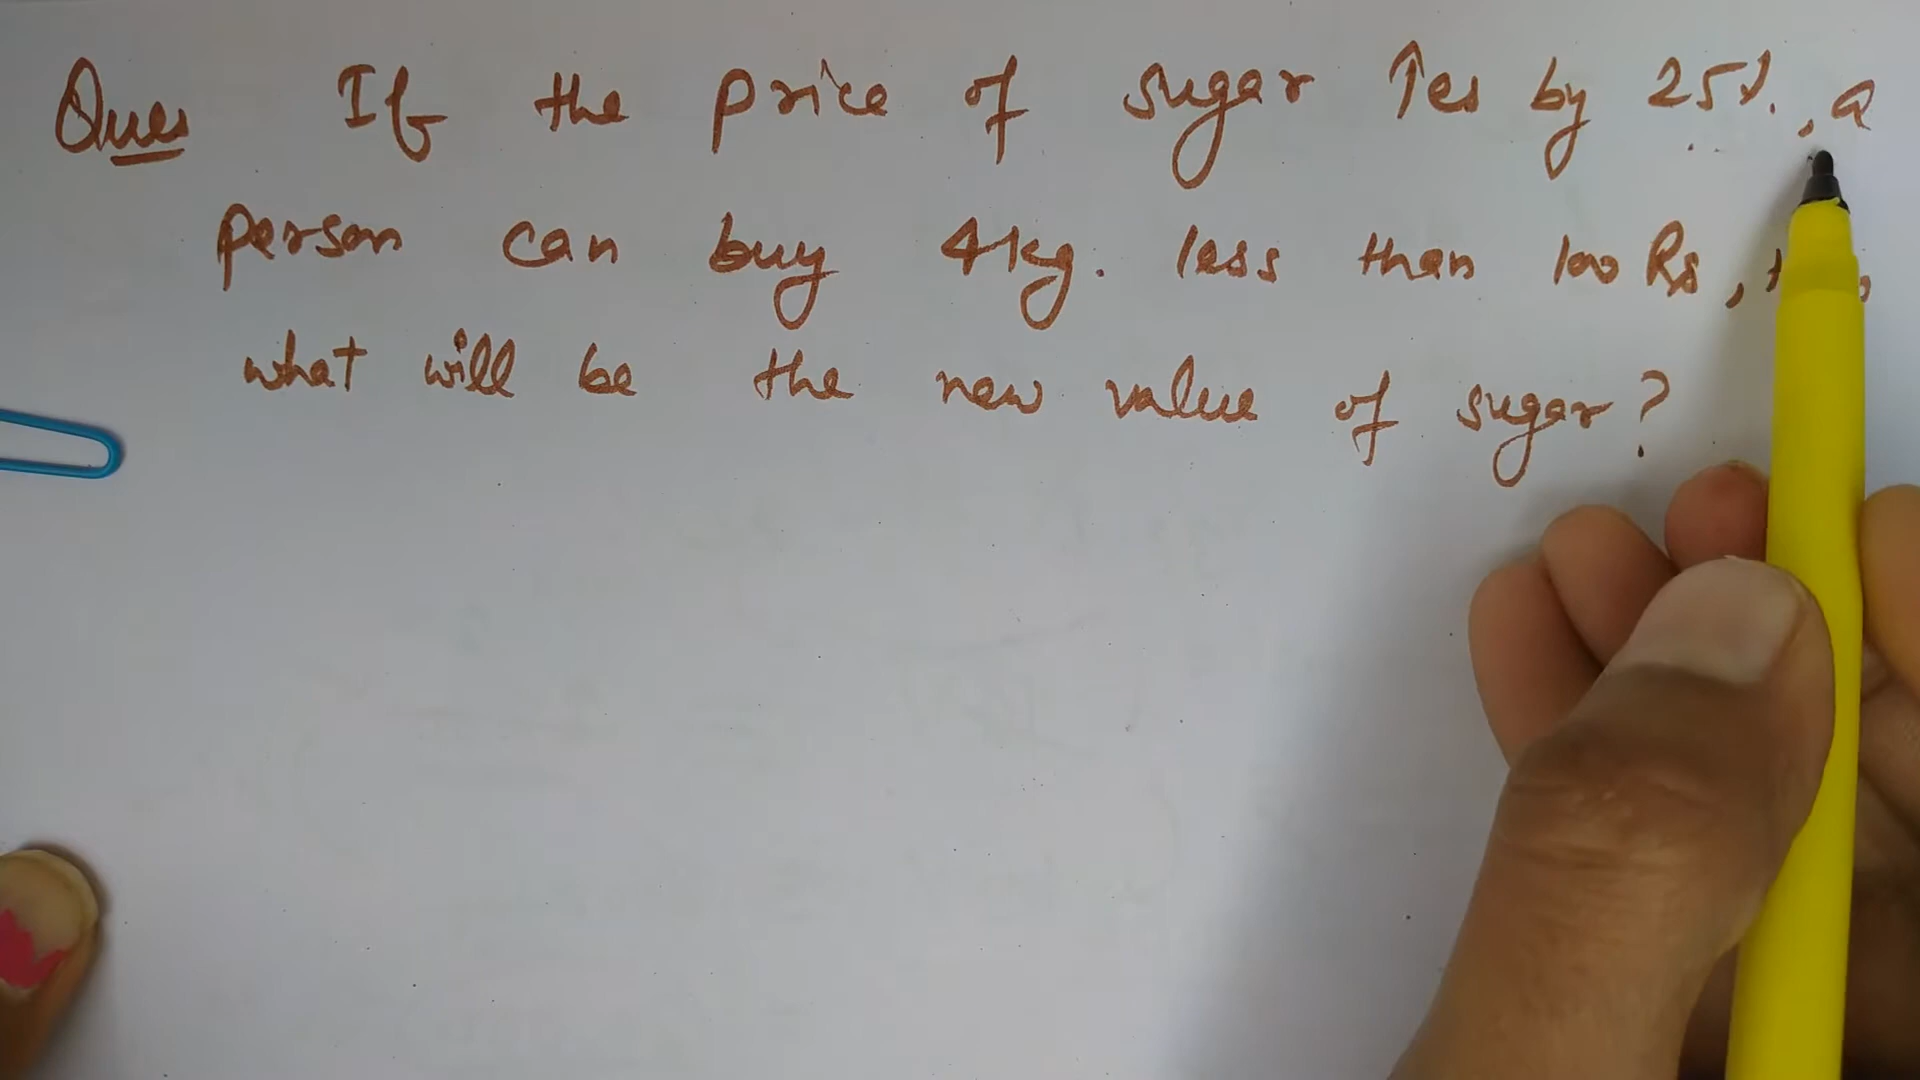 Ques If the price of sugar ↑es by 25%., a
person can buy 4kg. less than 100 Rs,
what will be the new value of sugar?